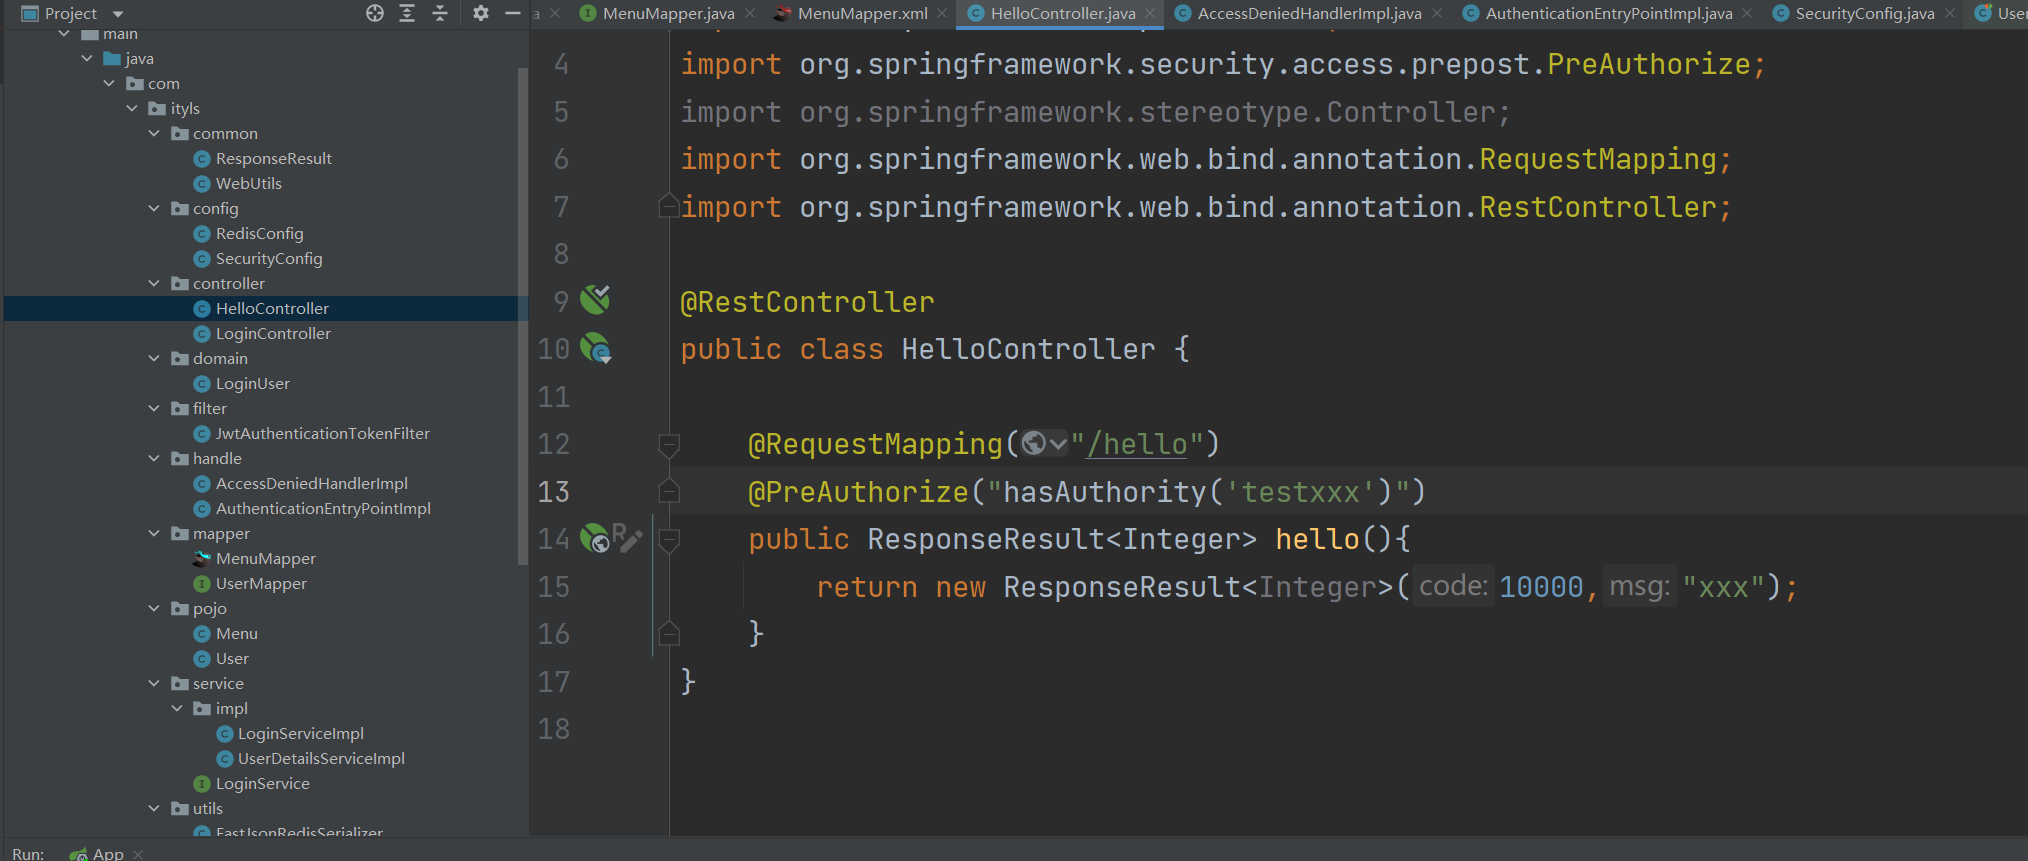 Project
a
MenuMapper.java
MenuMapper.xml
HelloController.java
AccessDeniedHandlerImpl.java
AuthenticationEntryPointImpl.java
SecurityConfig.java
main
java
com
ityls
common
ResponseResult
WebUtils
config
RedisConfig
SecurityConfig
controller
HelloController
LoginController
domain
LoginUser
filter
JwtAuthenticationTokenFilter
handle
AccessDeniedHandlerImpl
AuthenticationEntryPointImpl
mapper
MenuMapper
UserMapper
pojo
Menu
User
service
impl
LoginServiceImpl
UserDetailsServiceImpl
LoginService
utils
FastJsonRedisSerializer
4 import org.springframework.security.access.prepost.PreAuthorize;
5 import org.springframework.stereotype.Controller;
6 import org.springframework.web.bind.annotation.RequestMapping;
7 import org.springframework.web.bind.annotation.RestController;
8
9 @RestController
10 public class HelloController {
11
12 @RequestMapping("/hello")
13 @PreAuthorize("hasAuthority('testxxx')")
14 public ResponseResult<Integer> hello(){
15 return new ResponseResult<Integer>( code: 10000, msg: "xxx");
16 }
17 }
18
Run: App